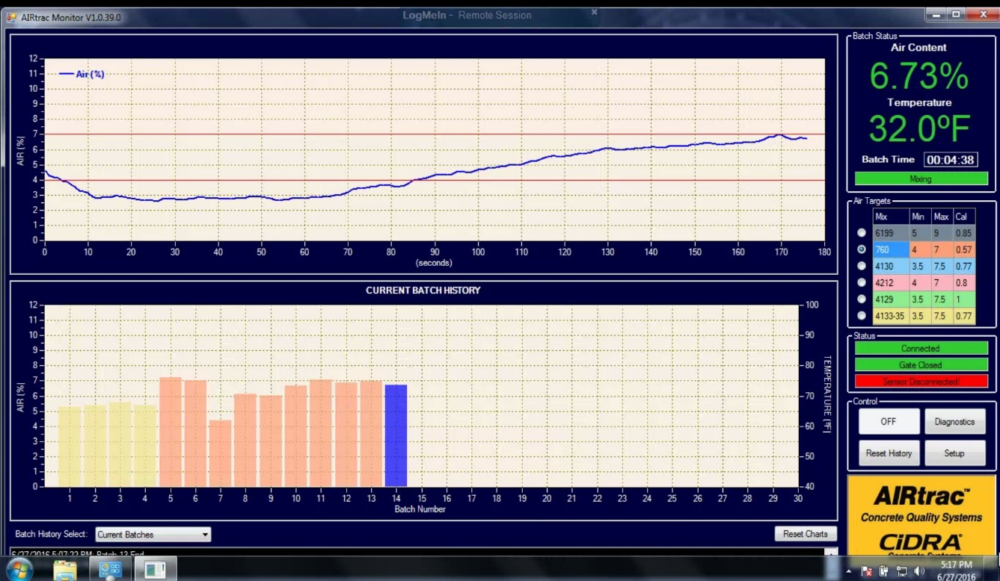 AIRtrac Monitor V1.0.39.0
LogMeIn - Remote Session
Air (%)
AIR (%)
12
11
10
9
8
7
6
5
4
3
2
1
0
0 10 20 30 40 50 60 70 80 90 100 110 120 130 140 150 160 170 180
(seconds)
CURRENT BATCH HISTORY
AIR (%)
12
11
10
9
8
7
6
5
4
3
2
1
0
100
90
80
70
60
50
40
TEMPERATURE (ºF)
1 2 3 4 5 6 7 8 9 10 11 12 13 14 15 16 17 18 19 20 21 22 23 24 25 26 27 28 29 30
Batch Number
Batch History Select: Current Batches
Reset Charts
6/27/2016 5:07:22 PM: Batch 13 End
Batch Status
Air Content
6.73%
Temperature
32.0ºF
Batch Time 00:04:38
Mixing
Air Targets
Mix Min Max Cal
6199 5 9 0.85
760 4 7 0.57
4130 3.5 7.5 0.77
4212 4 7 0.8
4129 3.5 7.5 1
4133-35 3.5 7.5 0.77
Status
Connected
Gate Closed
Sensor Disconnected!
Control
OFF Diagnostics
Reset History Setup
AIRtrac™
Concrete Quality Systems
CiDRA
Concrete Systems
5:17 PM
6/27/2016